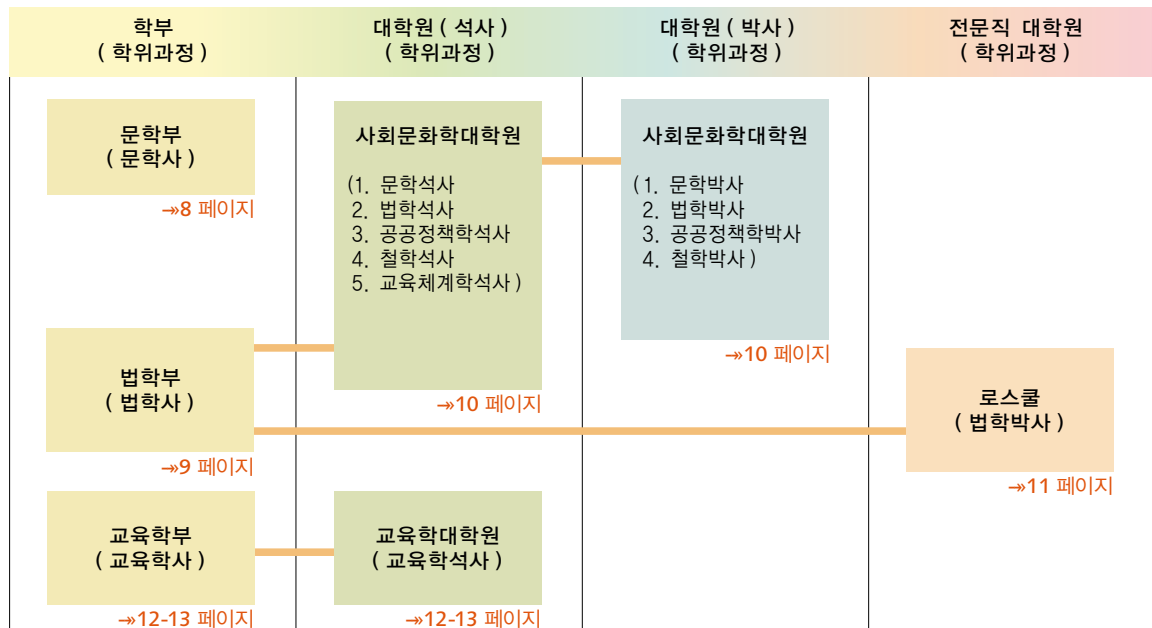 학부
( 학위과정 )
대학원 ( 석사 )
( 학위과정 )
대학원 ( 박사 )
( 학위과정 )
전문직 대학원
( 학위과정 )
문학부
( 문학사 )
→»8 페이지
사회문화학대학원
(1. 문학석사
2. 법학석사
3. 공공정책학석사
4. 철학석사
5. 교육체계학석사 )
→»10 페이지
사회문화학대학원
(1. 문학박사
2. 법학박사
3. 공공정책학박사
4. 철학박사 )
→»10 페이지
법학부
( 법학사 )
→»9 페이지
로스쿨
( 법학박사 )
→»11 페이지
교육학부
( 교육학사 )
→»12-13 페이지
교육학대학원
( 교육학석사 )
→»12-13 페이지